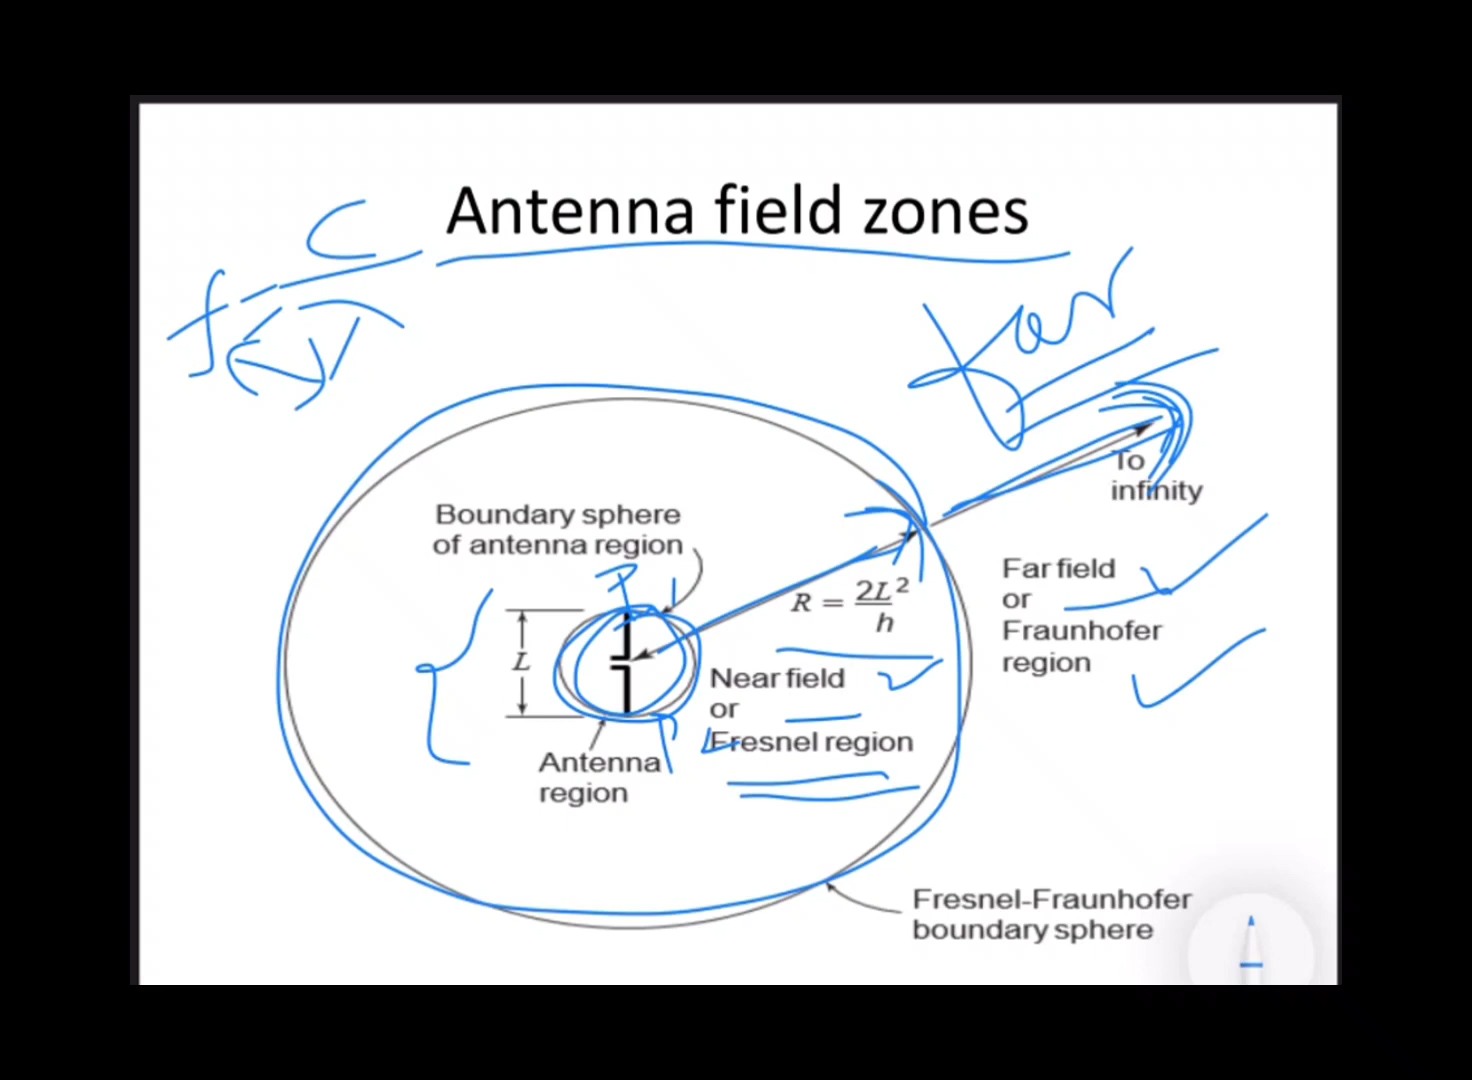 Antenna field zones
C
f
far
To
infinity
Boundary sphere
of antenna region
Far field
or
Fraunhofer
region
R = 2L²
h
L
Near field
or
Fresnel region
Antenna
region
Fresnel-Fraunhofer
boundary sphere